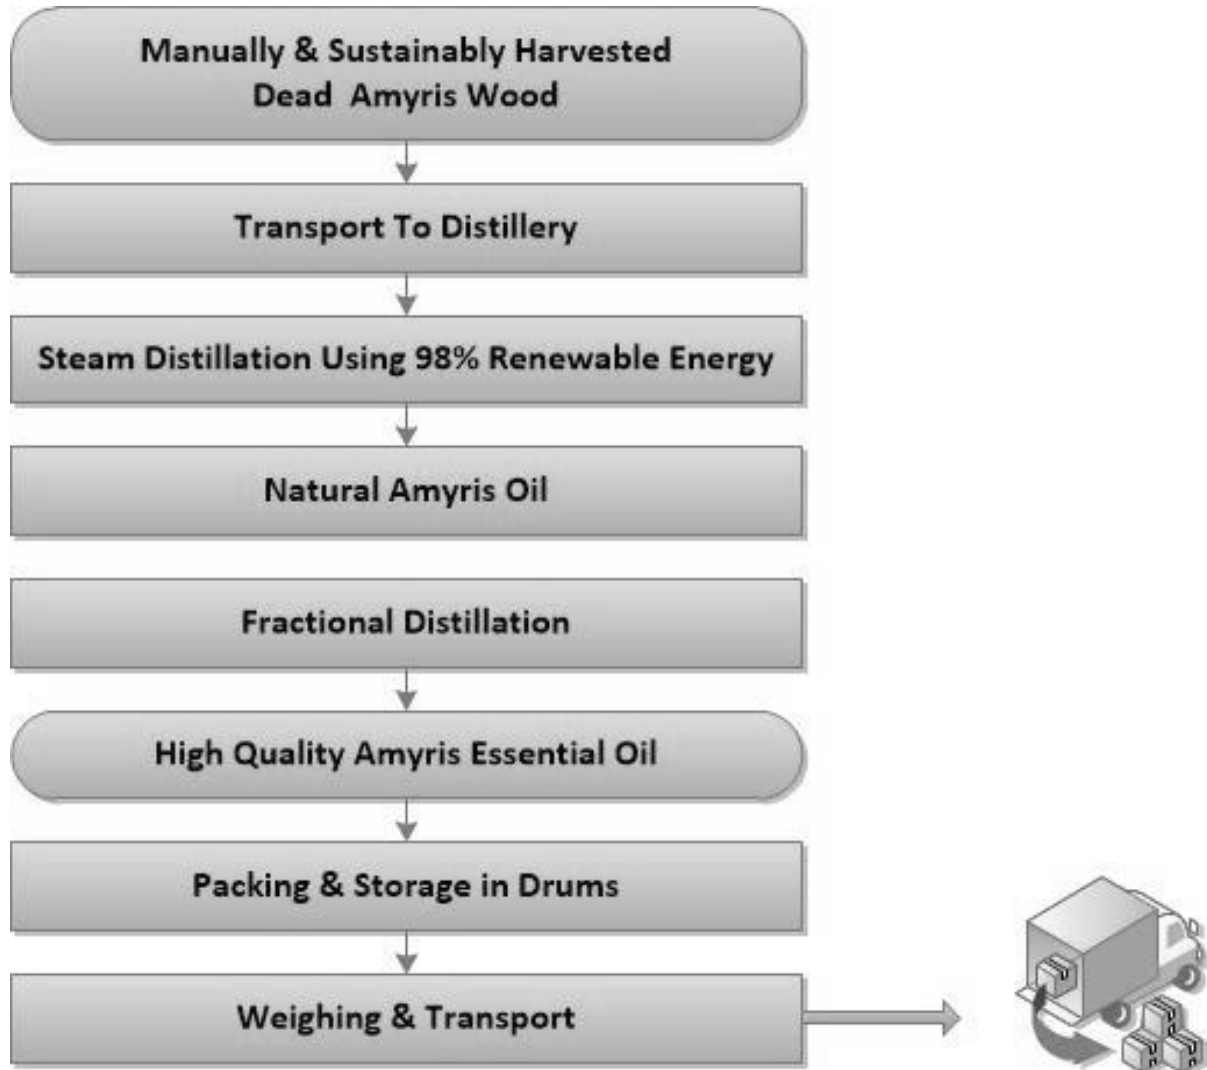 Manually & Sustainably Harvested
Dead Amyris Wood
Transport To Distillery
Steam Distillation Using 98% Renewable Energy
Natural Amyris Oil
Fractional Distillation
High Quality Amyris Essential Oil
Packing & Storage in Drums
Weighing & Transport